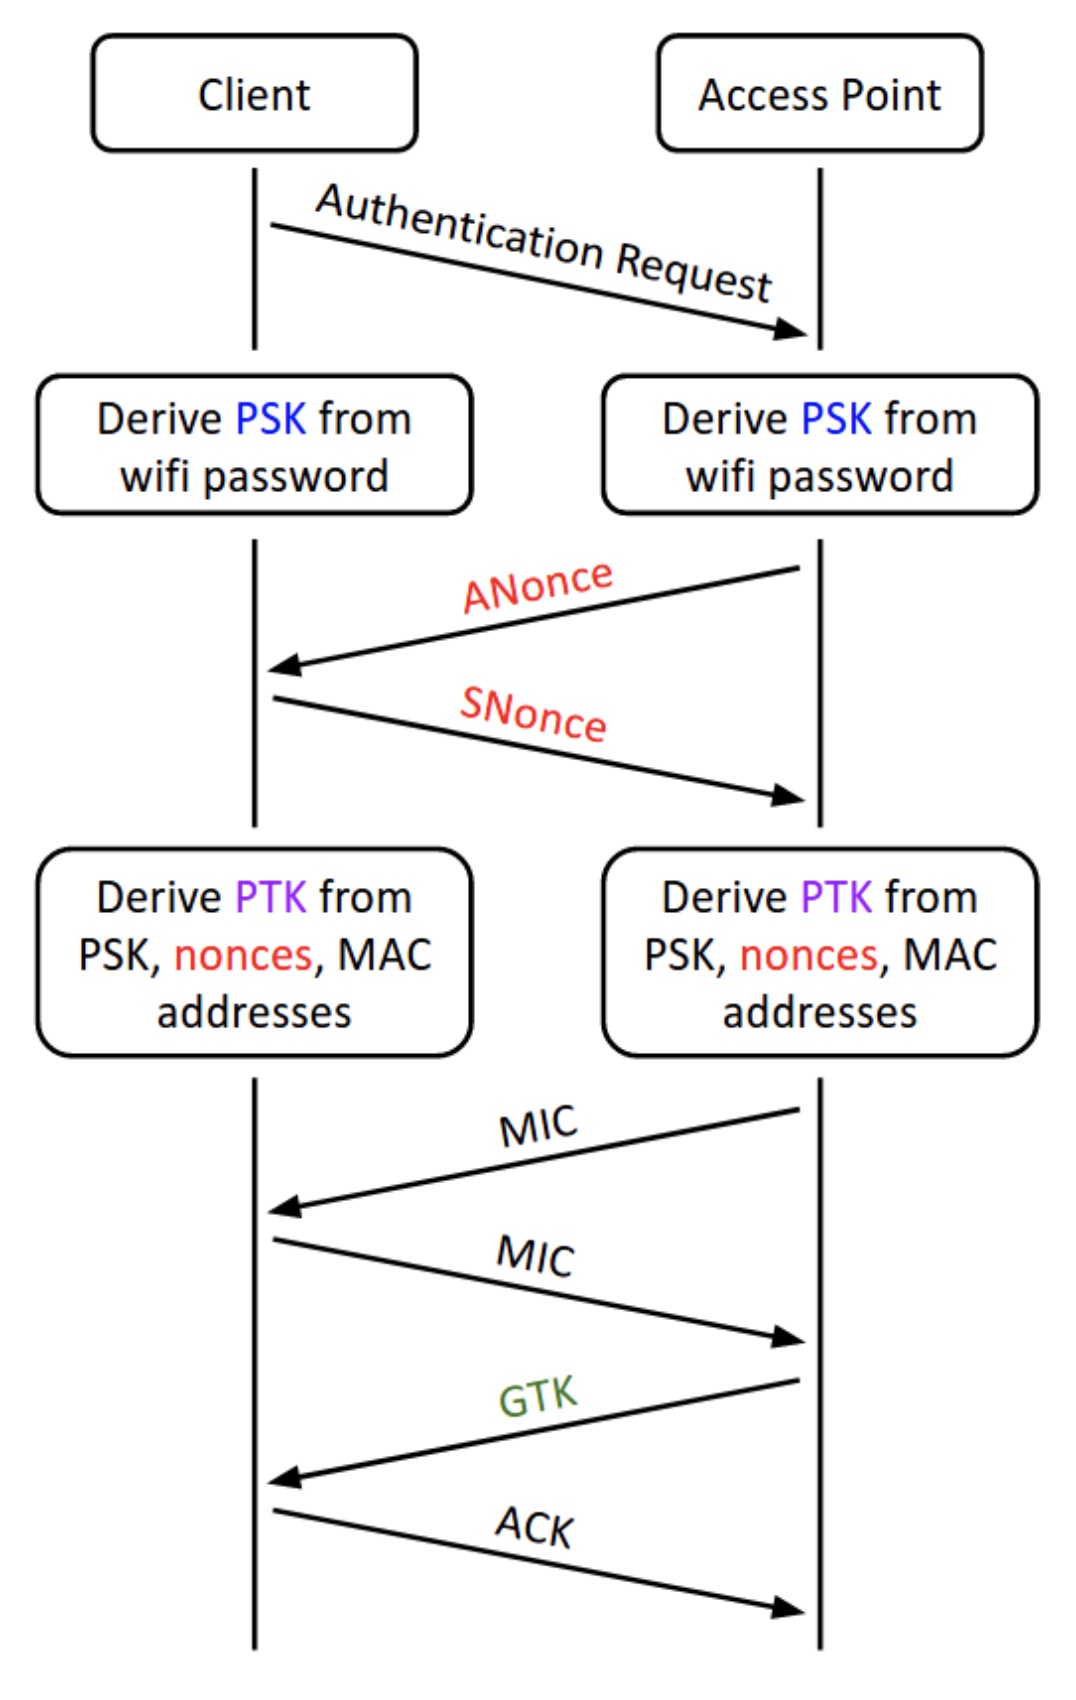 Client
Access Point
Authentication Request
Derive PSK from
wifi password
Derive PSK from
wifi password
ANonce
SNonce
Derive PTK from
PSK, nonces, MAC
addresses
Derive PTK from
PSK, nonces, MAC
addresses
MIC
MIC
GTK
ACK